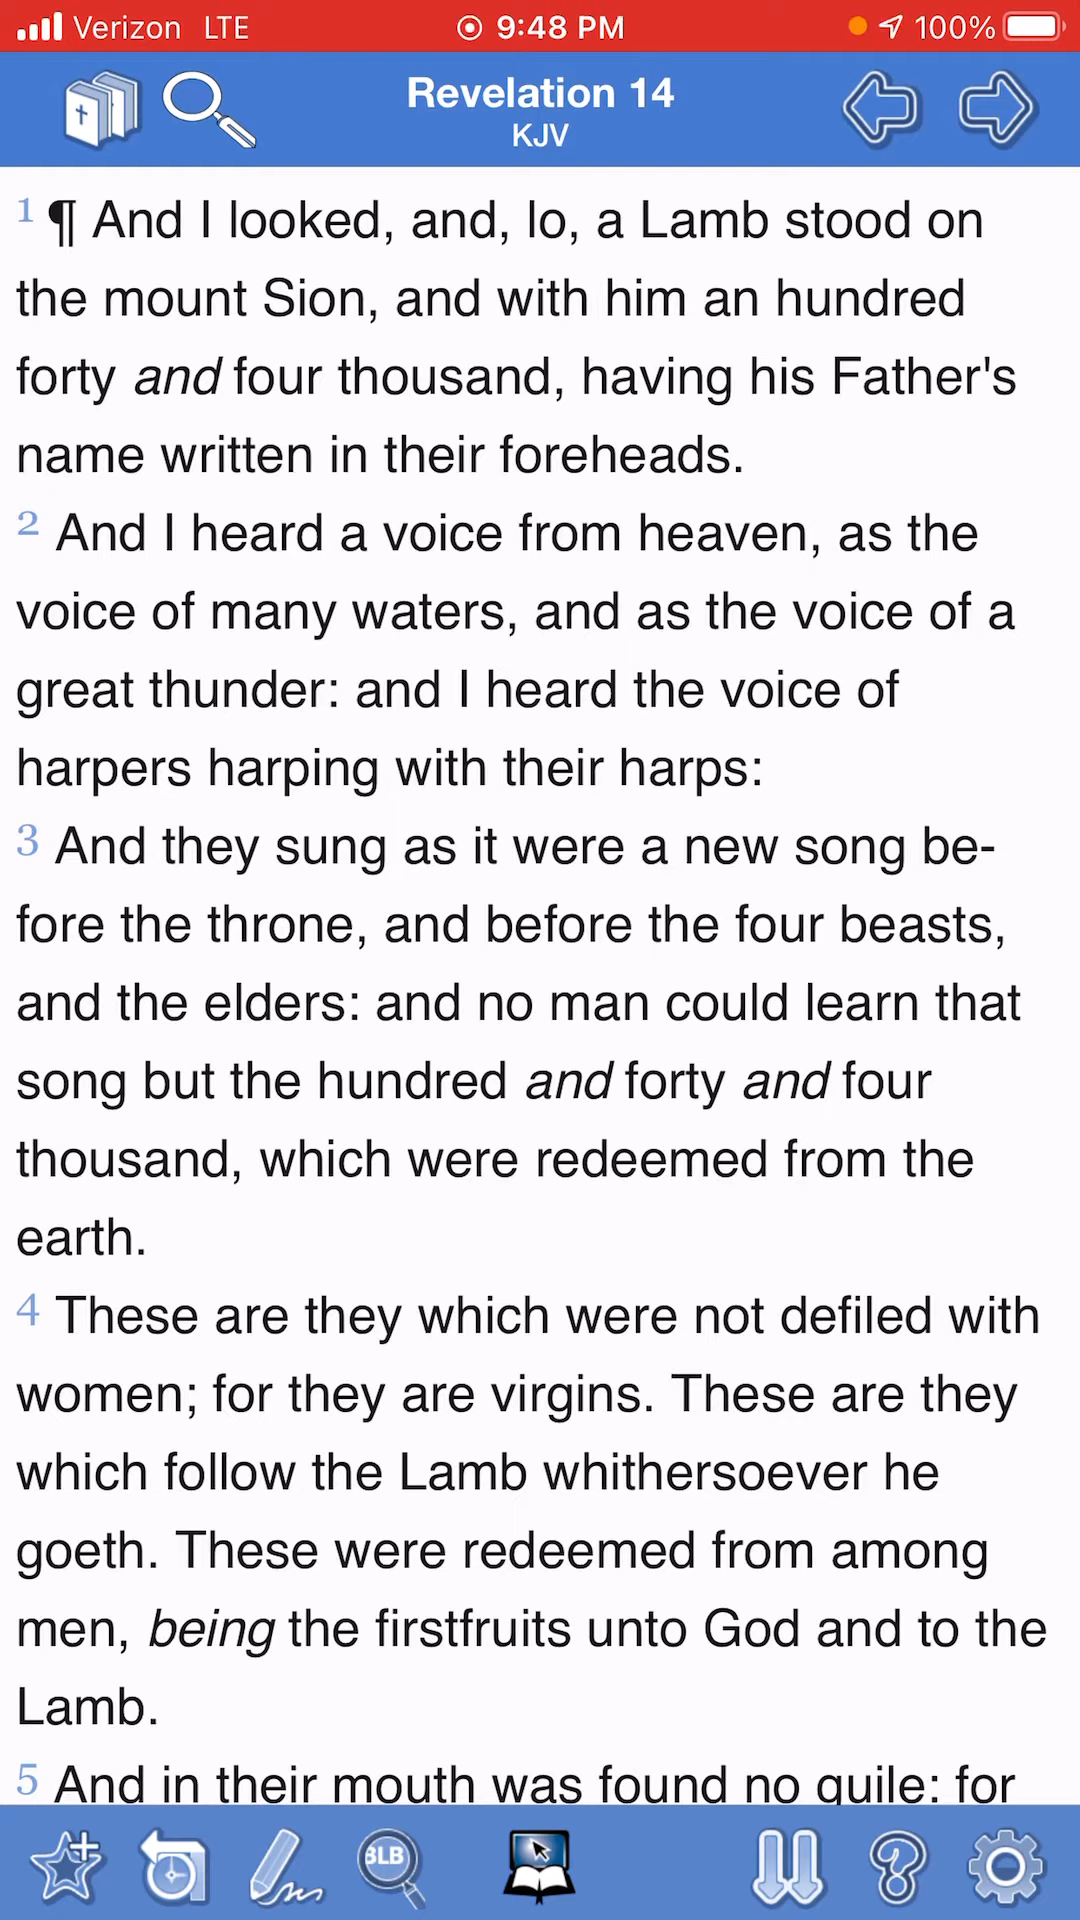 Verizon LTE 9:48 PM 100%
Revelation 14
KJV
1 ¶ And I looked, and, lo, a Lamb stood on
the mount Sion, and with him an hundred
forty and four thousand, having his Father's
name written in their foreheads.
2 And I heard a voice from heaven, as the
voice of many waters, and as the voice of a
great thunder: and I heard the voice of
harpers harping with their harps:
3 And they sung as it were a new song be-
fore the throne, and before the four beasts,
and the elders: and no man could learn that
song but the hundred and forty and four
thousand, which were redeemed from the
earth.
4 These are they which were not defiled with
women; for they are virgins. These are they
which follow the Lamb whithersoever he
goeth. These were redeemed from among
men, being the firstfruits unto God and to the
Lamb.
5 And in their mouth was found no guile: for
BLB